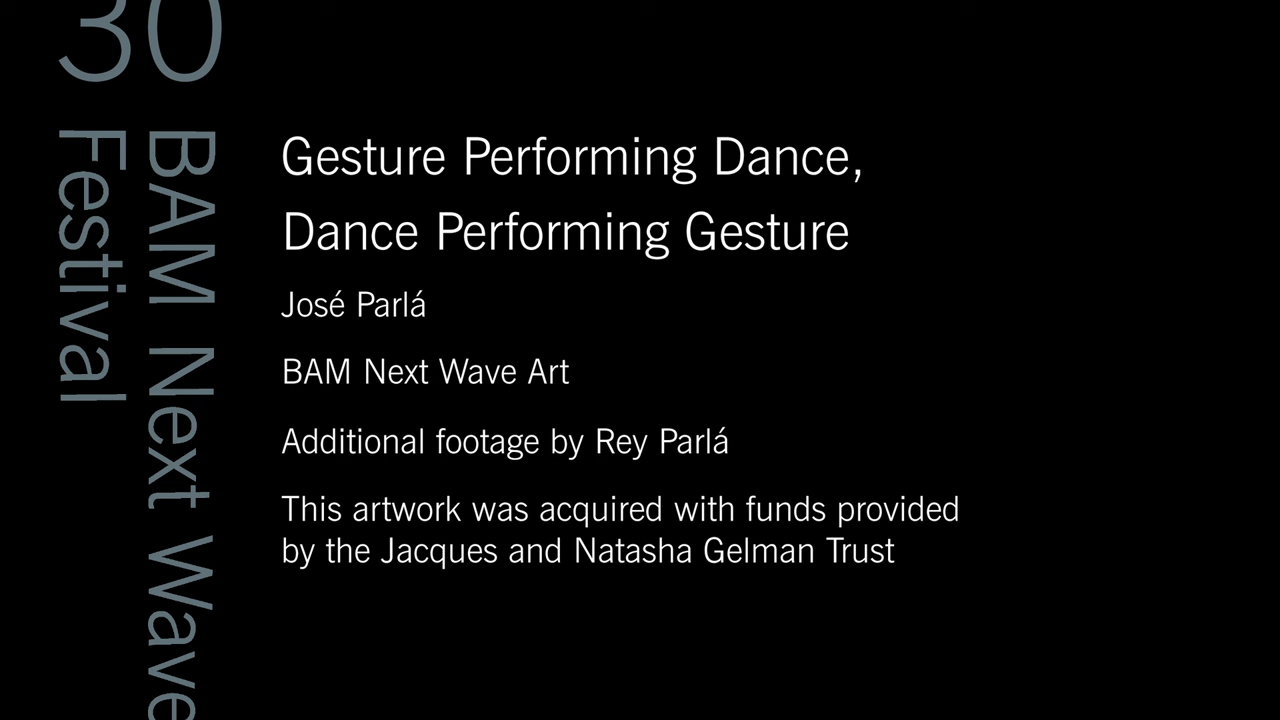 30
BAM Next Wave
Festival
Gesture Performing Dance,
Dance Performing Gesture
José Parlá
BAM Next Wave Art
Additional footage by Rey Parlá
This artwork was acquired with funds provided
by the Jacques and Natasha Gelman Trust